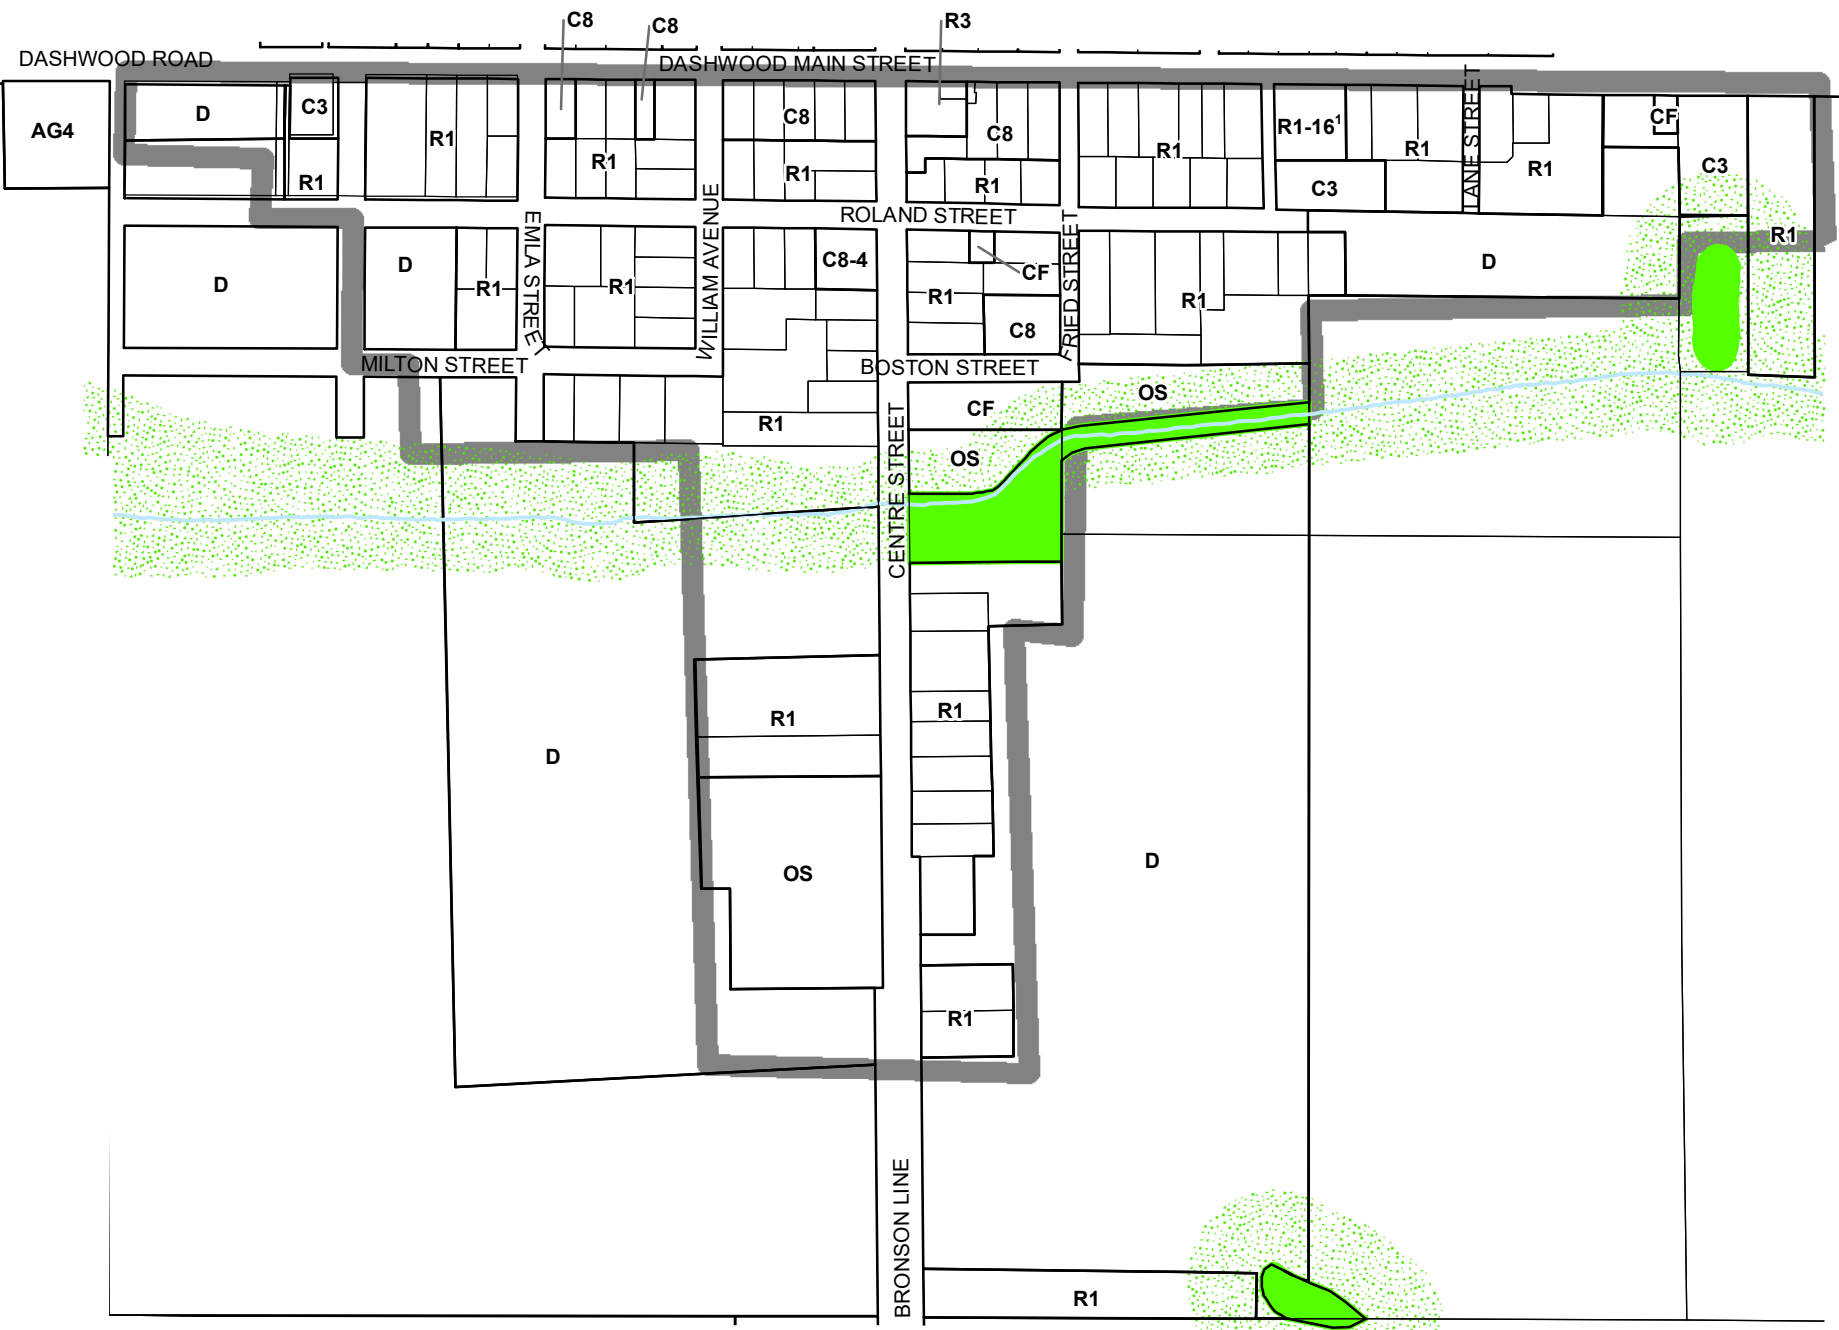 C8
C8
R3
DASHWOOD ROAD
DASHWOOD MAIN STREET
AG4
D
C3
R1
R1
C8
C8
R1-16¹
R1
LANE STREET
CF
R1
R1
R1
R1
R1
C3
R1
C3
WILLIAM AVENUE
ROLAND STREET
EMLA STREET
FRIED STREET
R1
D
D
R1
R1
C8-4
CF
R1
C8
R1
D
MILTON STREET
BOSTON STREET
OS
CF
R1
OS
CENTRE STREET
R1
R1
D
OS
D
R1
BRONSON LINE
R1